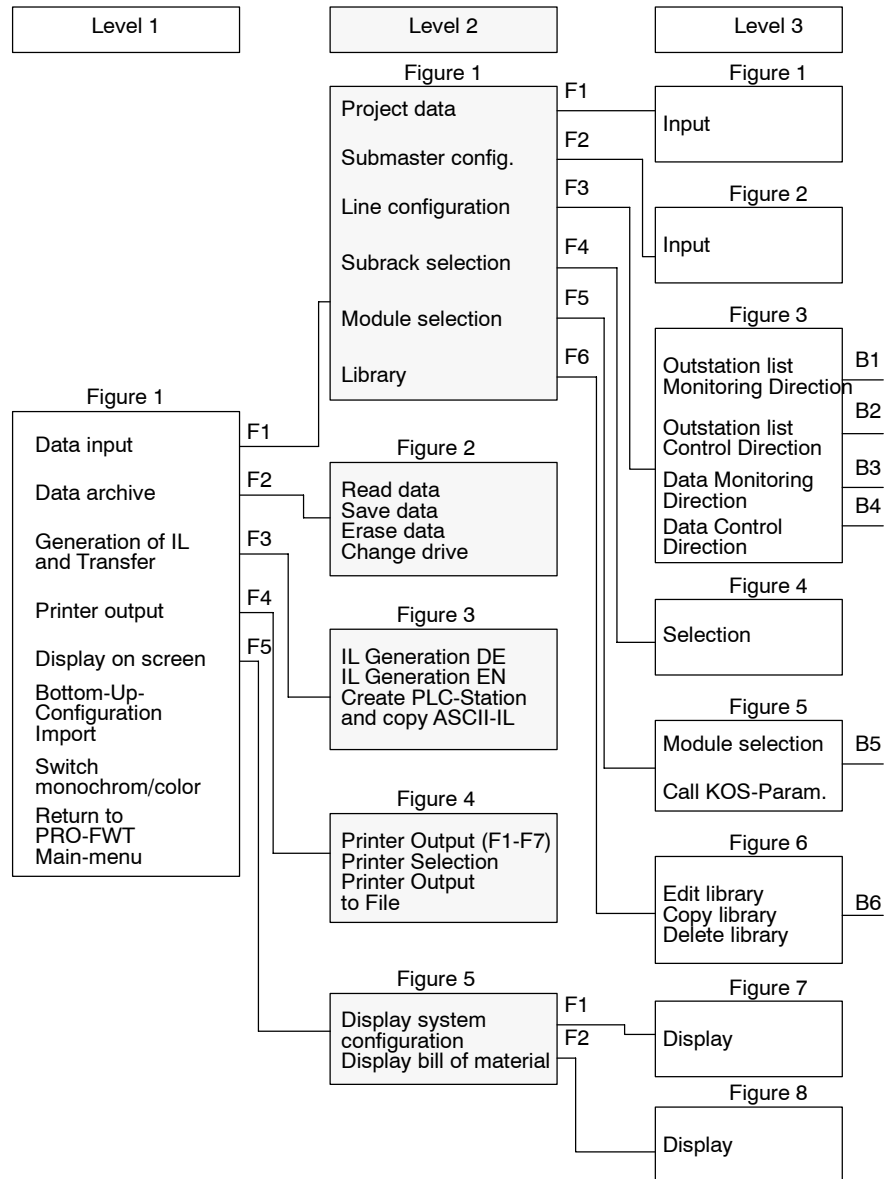 Level 1
Level 2
Level 3
Figure 1
Data input
Data archive
Generation of IL
and Transfer
Printer output
Display on screen
Bottom-Up-
Configuration
Import
Switch
monochrom/color
Return to
PRO-FWT
Main-menu
F1
F2
F3
F4
F5
Figure 1
Project data
Submaster config.
Line configuration
Subrack selection
Module selection
Library
F1
F2
F3
F4
F5
F6
Figure 2
Read data
Save data
Erase data
Change drive
Figure 3
IL Generation DE
IL Generation EN
Create PLC-Station
and copy ASCII-IL
Figure 4
Printer Output (F1-F7)
Printer Selection
Printer Output
to File
Figure 5
Display system
configuration
Display bill of material
F1
F2
Figure 1
Input
Figure 2
Input
Figure 3
Outstation list
Monitoring Direction
Outstation list
Control Direction
Data Monitoring
Direction
Data Control
Direction
B1
B2
B3
B4
Figure 4
Selection
Figure 5
Module selection
Call KOS-Param.
B5
Figure 6
Edit library
Copy library
Delete library
B6
Figure 7
Display
Figure 8
Display